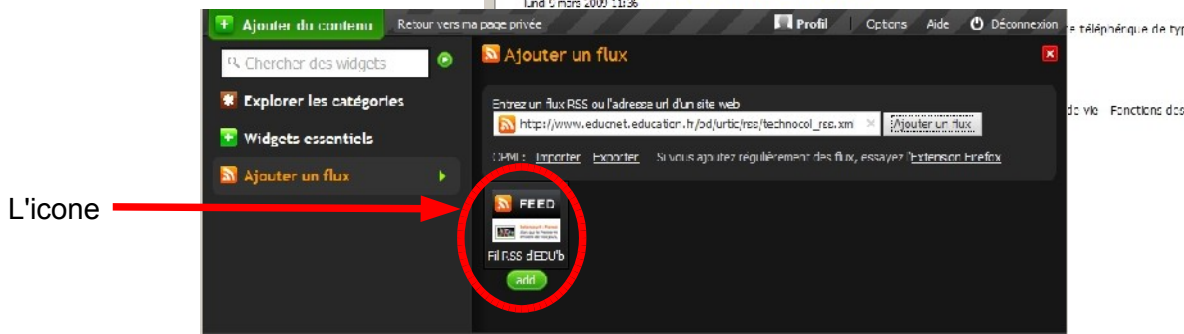 lundi 9 mars 2009 11:36
Ajouter du contenu
Retour vers ma page privée
Profil
Options
Aide
Déconnexion
e téléphérique de typ
Chercher des widgets
Ajouter un flux
Explorer les catégories
Entrez un flux RSS ou l'adresse url d'un site web
de vie Fonctions des
http://www.educnet.education.fr/bd/urtic/rss/technocol_rss.xm
Ajouter un flux
Widgets essentiels
OPML: Importer Exporter Si vous ajoutez régulièrement des flux, essayez l'Extension Firefox
Ajouter un flux
L'icone
FEED
Fil RSS d'EDU'b
add